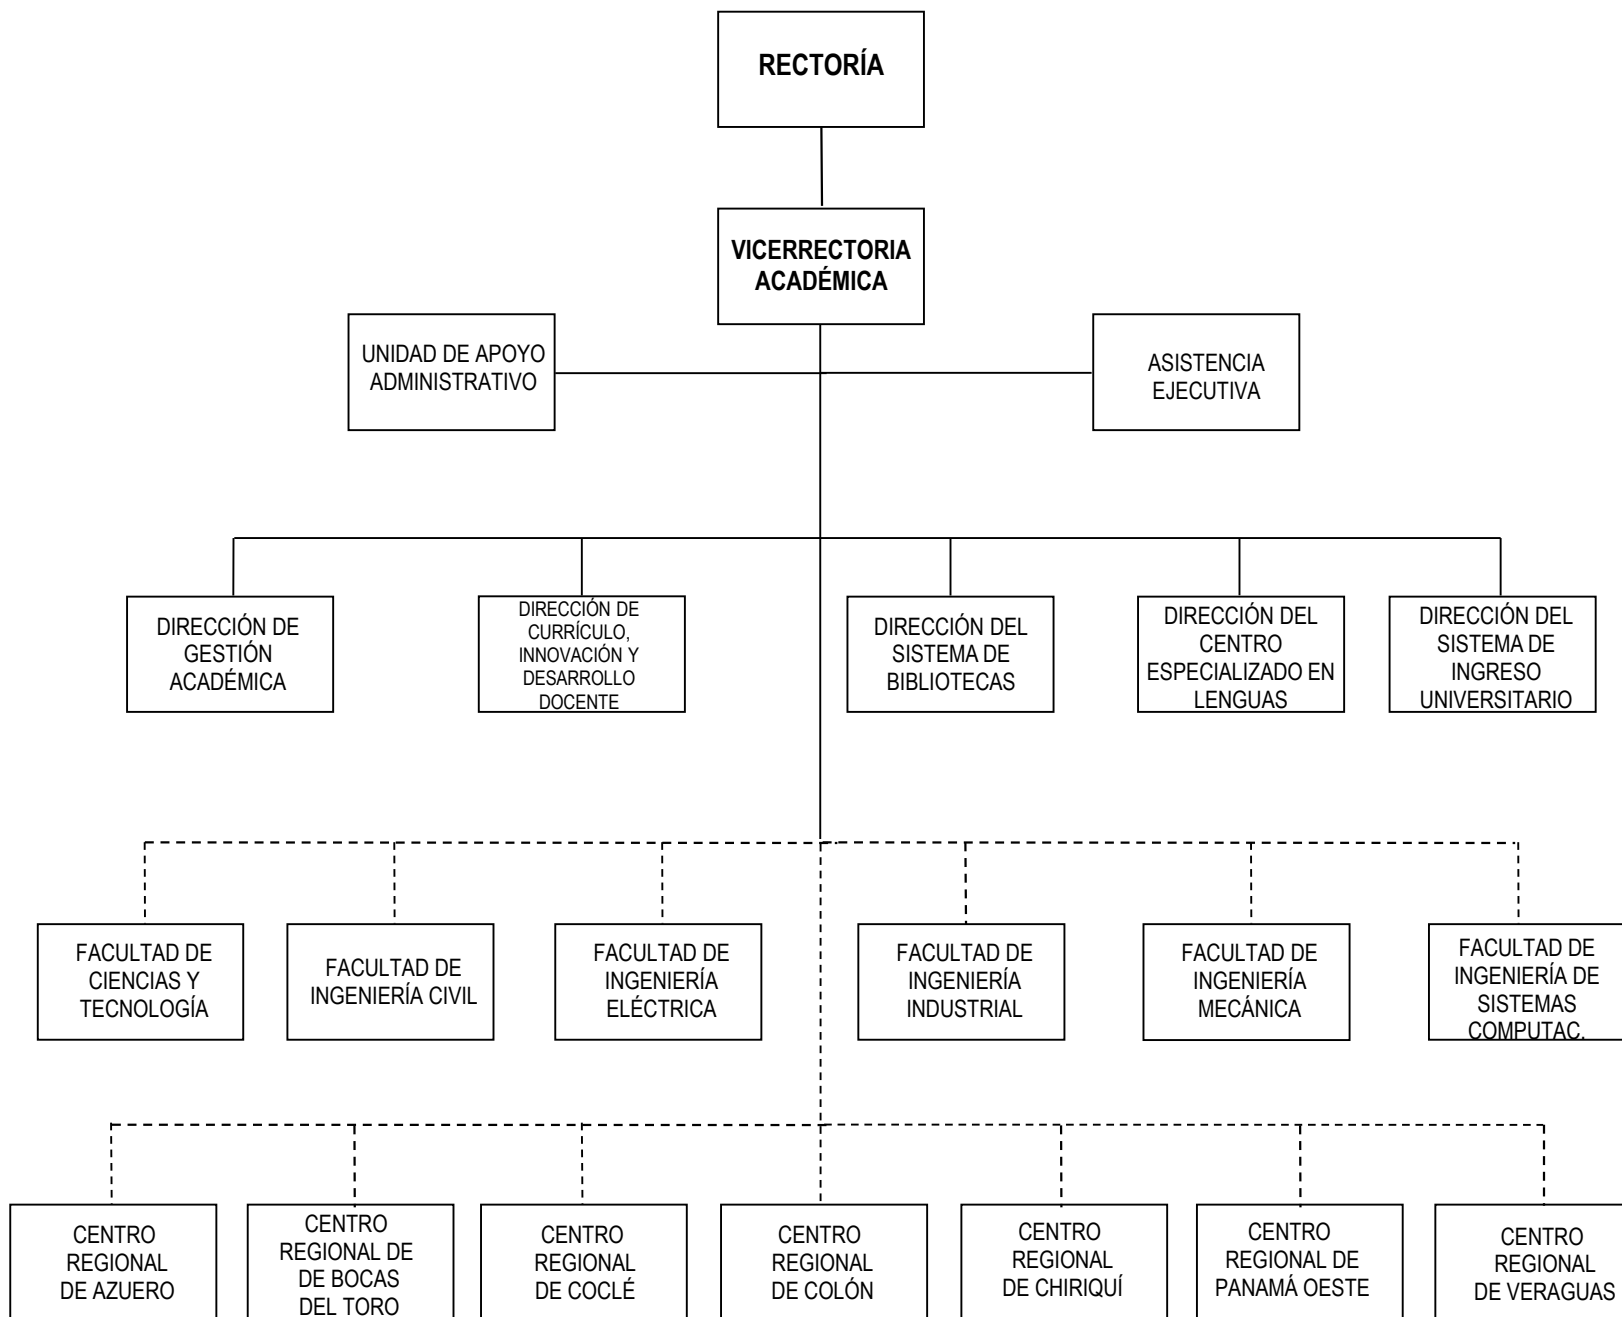 RECTORÍA
VICERRECTORIA
ACADÉMICA
UNIDAD DE APOYO
ADMINISTRATIVO
ASISTENCIA
EJECUTIVA
DIRECCIÓN DE
GESTIÓN
ACADÉMICA
DIRECCIÓN DE
CURRÍCULO,
INNOVACIÓN Y
DESARROLLO
DOCENTE
DIRECCIÓN DEL
SISTEMA DE
BIBLIOTECAS
DIRECCIÓN DEL
CENTRO
ESPECIALIZADO EN
LENGUAS
DIRECCIÓN DEL
SISTEMA DE
INGRESO
UNIVERSITARIO
FACULTAD DE
CIENCIAS Y
TECNOLOGÍA
FACULTAD DE
INGENIERÍA CIVIL
FACULTAD DE
INGENIERÍA
ELÉCTRICA
FACULTAD DE
INGENIERÍA
INDUSTRIAL
FACULTAD DE
INGENIERÍA
MECÁNICA
FACULTAD DE
INGENIERÍA DE
SISTEMAS
COMPUTAC.
CENTRO
REGIONAL
DE AZUERO
CENTRO
REGIONAL DE
DE BOCAS
DEL TORO
CENTRO
REGIONAL
DE COCLÉ
CENTRO
REGIONAL
DE COLÓN
CENTRO
REGIONAL
DE CHIRIQUÍ
CENTRO
REGIONAL DE
PANAMÁ OESTE
CENTRO
REGIONAL
DE VERAGUAS